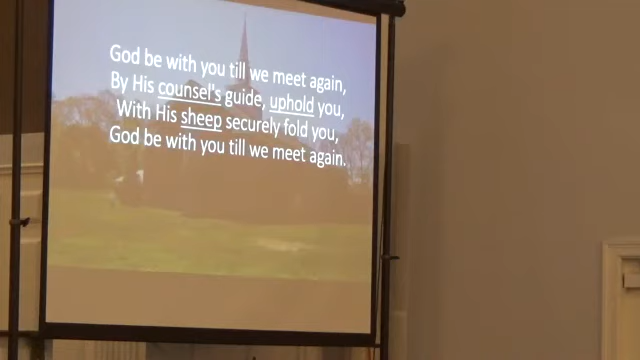 God be with you till we meet again,
By His counsel's guide, uphold you,
With His sheep securely fold you,
God be with you till we meet again.